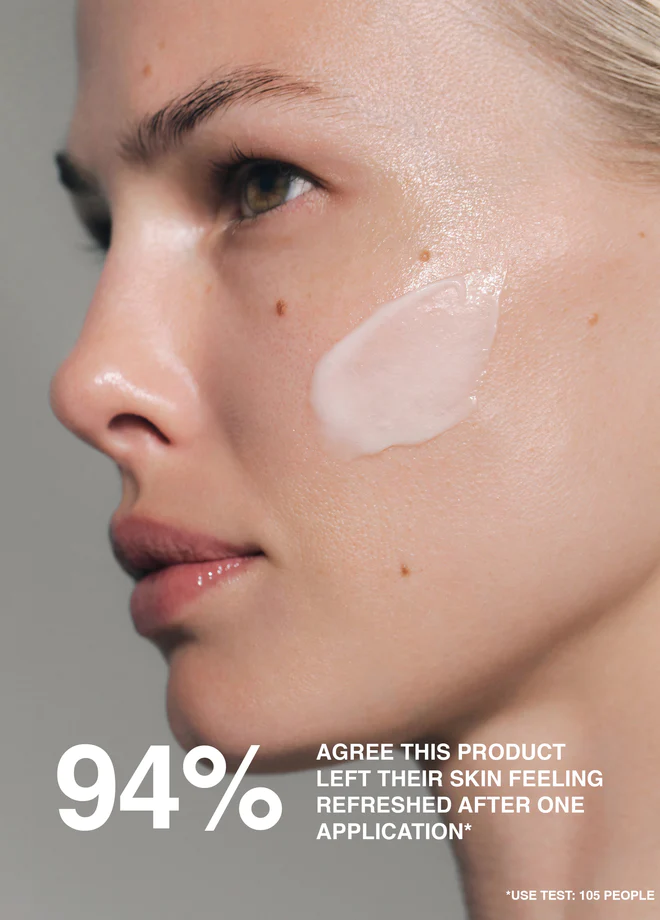 94%
AGREE THIS PRODUCT
LEFT THEIR SKIN FEELING
REFRESHED AFTER ONE
APPLICATION*
*USE TEST: 105 PEOPLE